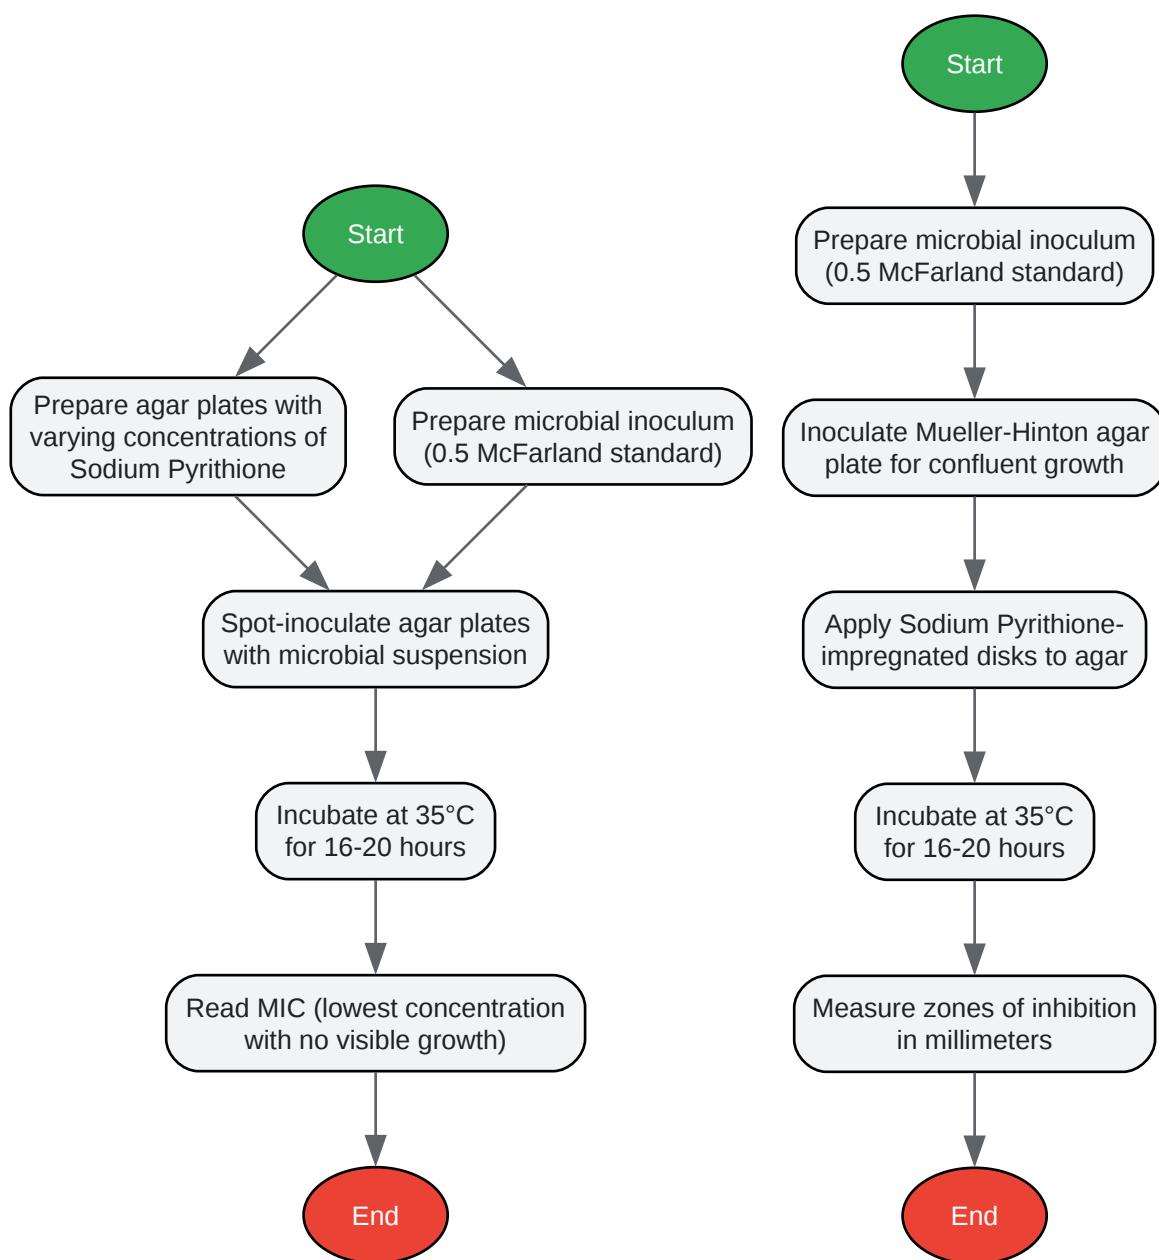 Start
Prepare agar plates with
varying concentrations of
Sodium Pyrithione
Prepare microbial inoculum
(0.5 McFarland standard)
Spot-inoculate agar plates
with microbial suspension
Incubate at 35°C
for 16-20 hours
Read MIC (lowest concentration
with no visible growth)
End
Start
Prepare microbial inoculum
(0.5 McFarland standard)
Inoculate Mueller-Hinton agar
plate for confluent growth
Apply Sodium Pyrithione-
impregnated disks to agar
Incubate at 35°C
for 16-20 hours
Measure zones of inhibition
in millimeters
End